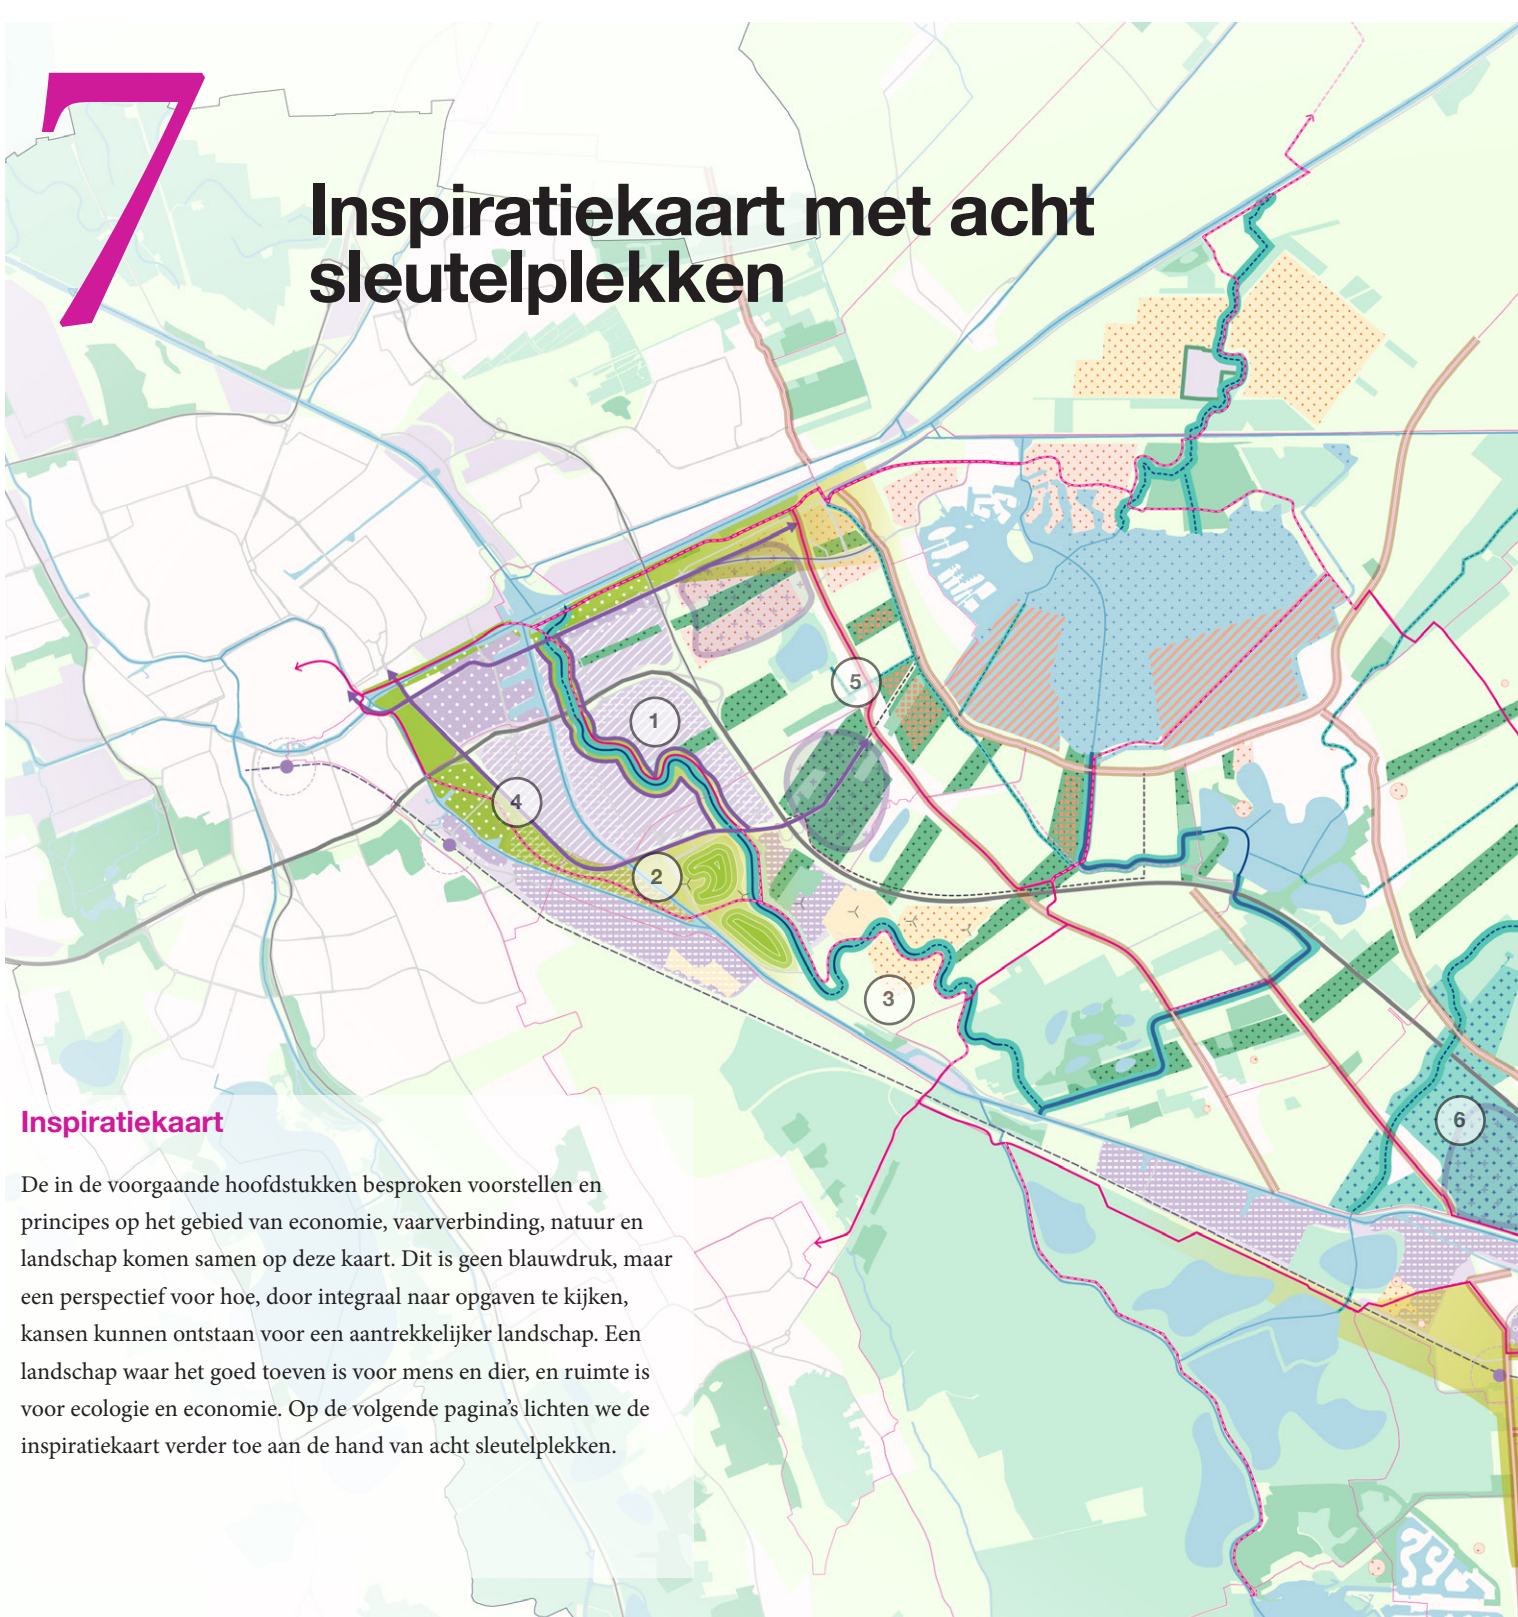 7
Inspiratiekaart met acht
sleutelplekken
5
1
4
2
3
6
Inspiratiekaart
De in de voorgaande hoofdstukken besproken voorstellen en
principes op het gebied van economie, vaarverbinding, natuur en
landschap komen samen op deze kaart. Dit is geen blauwdruk, maar
een perspectief voor hoe, door integraal naar opgaven te kijken,
kansen kunnen ontstaan voor een aantrekkelijker landschap. Een
landschap waar het goed toeven is voor mens en dier, en ruimte is
voor ecologie en economie. Op de volgende pagina’s lichten we de
inspiratiekaart verder toe aan de hand van acht sleutelplekken.